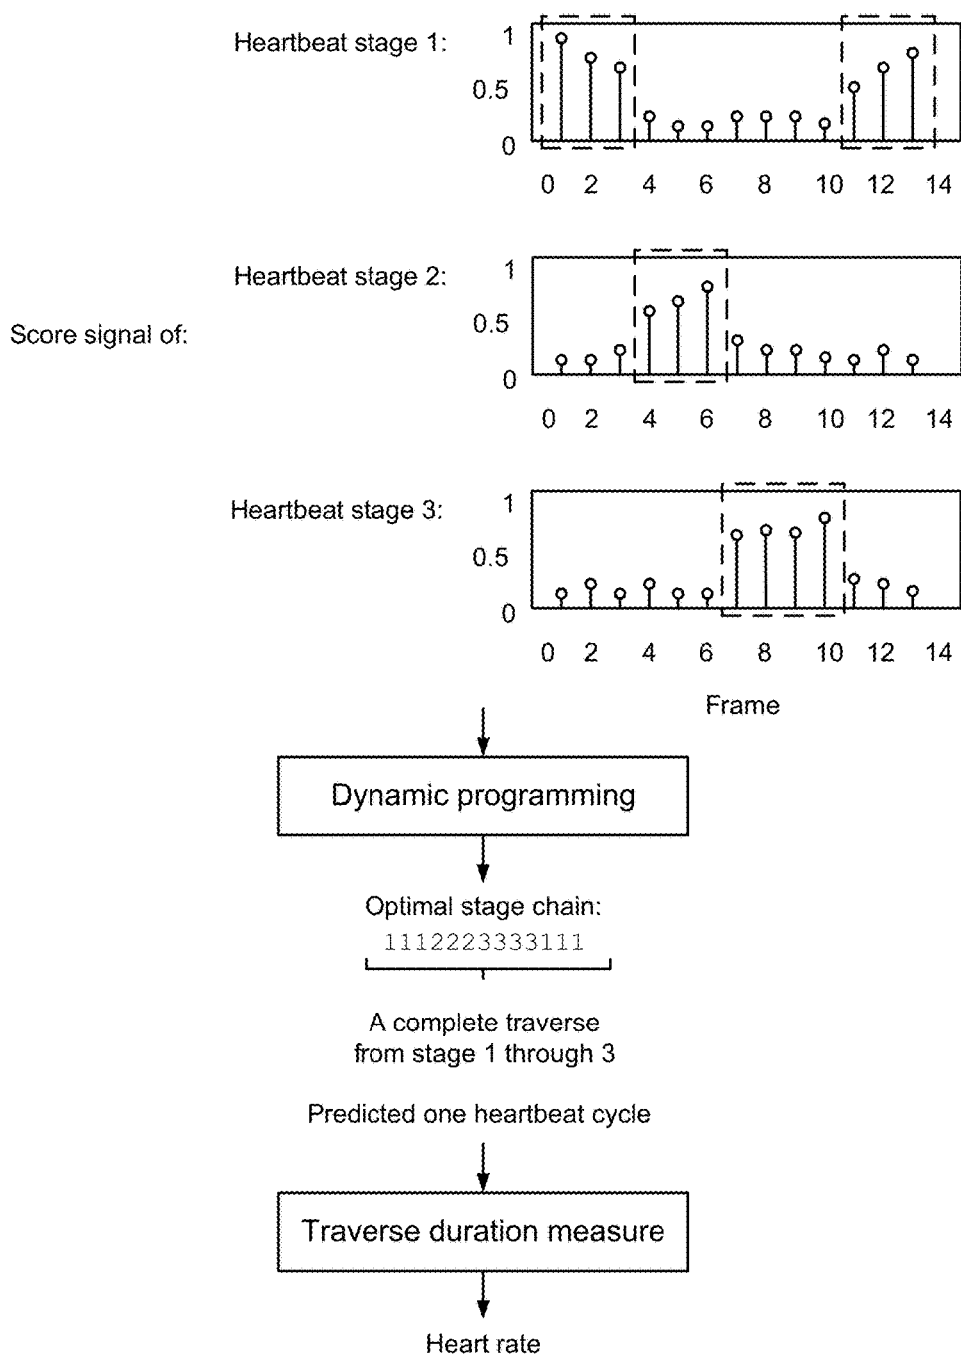 Heartbeat stage 1:
1
0.5
0
0 2 4 6 8 10 12 14
Score signal of:
Heartbeat stage 2:
1
0.5
0
0 2 4 6 8 10 12 14
Heartbeat stage 3:
1
0.5
0
0 2 4 6 8 10 12 14
Frame
Dynamic programming
Optimal stage chain:
1112223333111
A complete traverse
from stage 1 through 3
Predicted one heartbeat cycle
Traverse duration measure
Heart rate